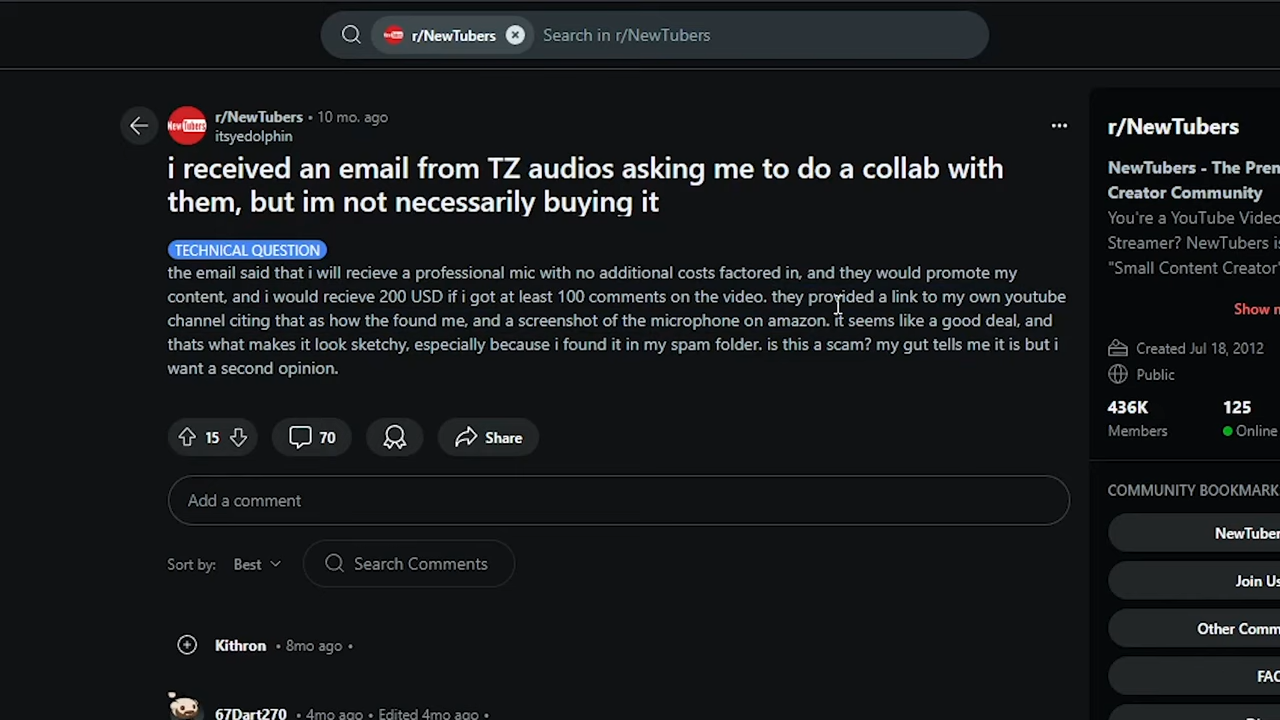 r/NewTubers
Search in r/NewTubers
r/NewTubers • 10 mo. ago
itsyedolphin
i received an email from TZ audios asking me to do a collab with
them, but im not necessarily buying it
TECHNICAL QUESTION
the email said that i will recieve a professional mic with no additional costs factored in, and they would promote my
content, and i would recieve 200 USD if i got at least 100 comments on the video. they provided a link to my own youtube
channel citing that as how the found me, and a screenshot of the microphone on amazon. it seems like a good deal, and
thats what makes it look sketchy, especially because i found it in my spam folder. is this a scam? my gut tells me it is but i
want a second opinion.
15
70
Share
Add a comment
Sort by: Best
Search Comments
Kithron • 8mo ago •
67Dart270 • 4mo ago • Edited 4mo ago •
r/NewTubers
NewTubers - The Pren
Creator Community
You're a YouTube Video
Streamer? NewTubers is
"Small Content Creator"
Show
Created Jul 18, 2012
Public
436K 125
Members Online
COMMUNITY BOOKMARK
NewTuber
Join Us
Other Comm
FAQ